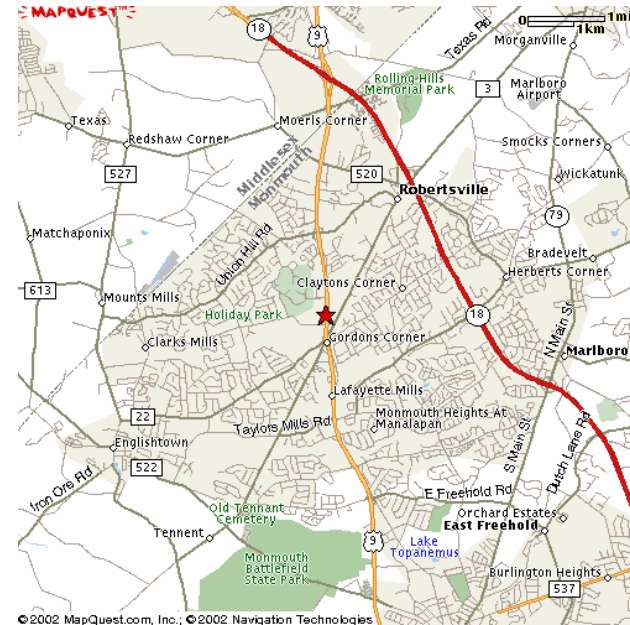 MAPQUEST™
0 1mi
1km
18
9
Texas Rd
Morganville
Rolling Hills
Memorial Park
3
Marlboro
Airport
Texas
Moerls Corner
Redshaw Corner
Smocks Corners
527
Middlesex
Monmouth
520
Robertsville
Wickatunk
79
Matchaponix
Union Hill Rd
Bradevelt
Claytons Corner
Herberts Corner
613
Mounts Mills
Holiday Park
18
N Main St
Clarks Mills
Gordons Corner
Marlboro
Lafayette Mills
22
Taylors Mills Rd
Monmouth Heights At
Manalapan
S Main St
Dutch Lane Rd
Englishtown
522
Iron Ore Rd
E Freehold Rd
Old Tennant
Cemetery
Orchard Estates
East Freehold
Tennent
9
Lake
Topanemus
Monmouth
Battlefield
State Park
Burlington Heights
537
©2002 MapQuest.com, Inc.; ©2002 Navigation Technologies